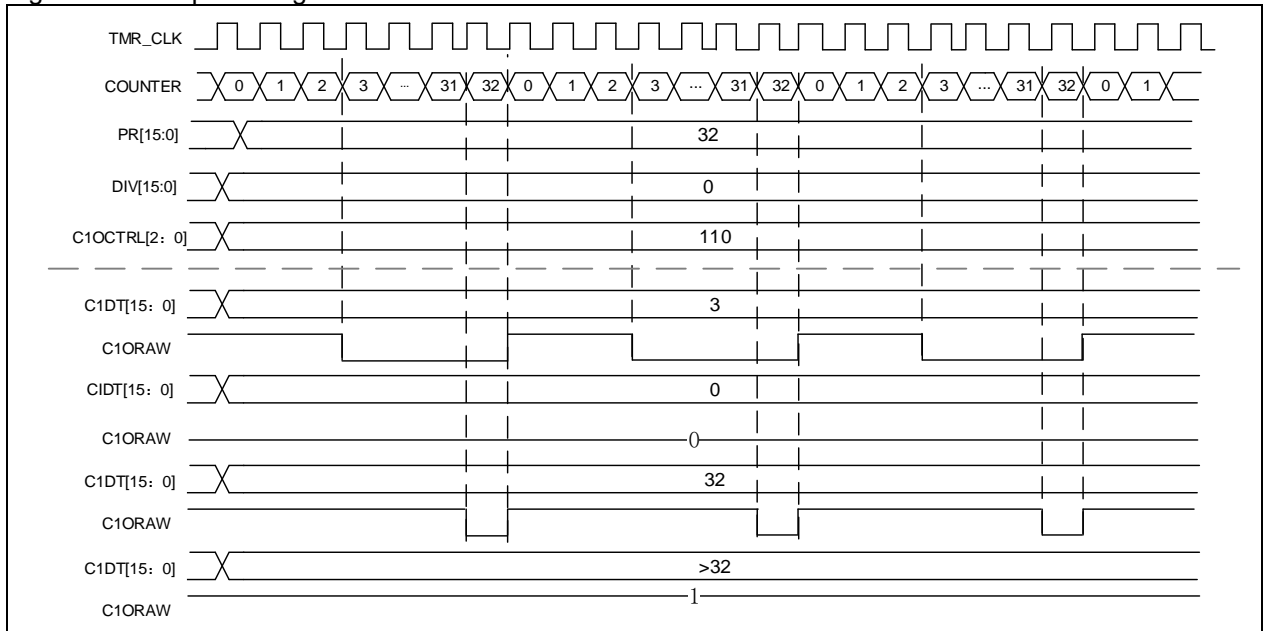 TMR_CLK
COUNTER 0 1 2 3 ... 31 32 0 1 2 3 ... 31 32 0 1 2 3 ... 31 32 0 1
PR[15:0] 32
DIV[15:0] 0
C1OCTRL[2：0] 110
C1DT[15：0] 3
C1ORAW
CIDT[15：0] 0
C1ORAW 0
C1DT[15：0] 32
C1ORAW
C1DT[15：0] >32
C1ORAW 1